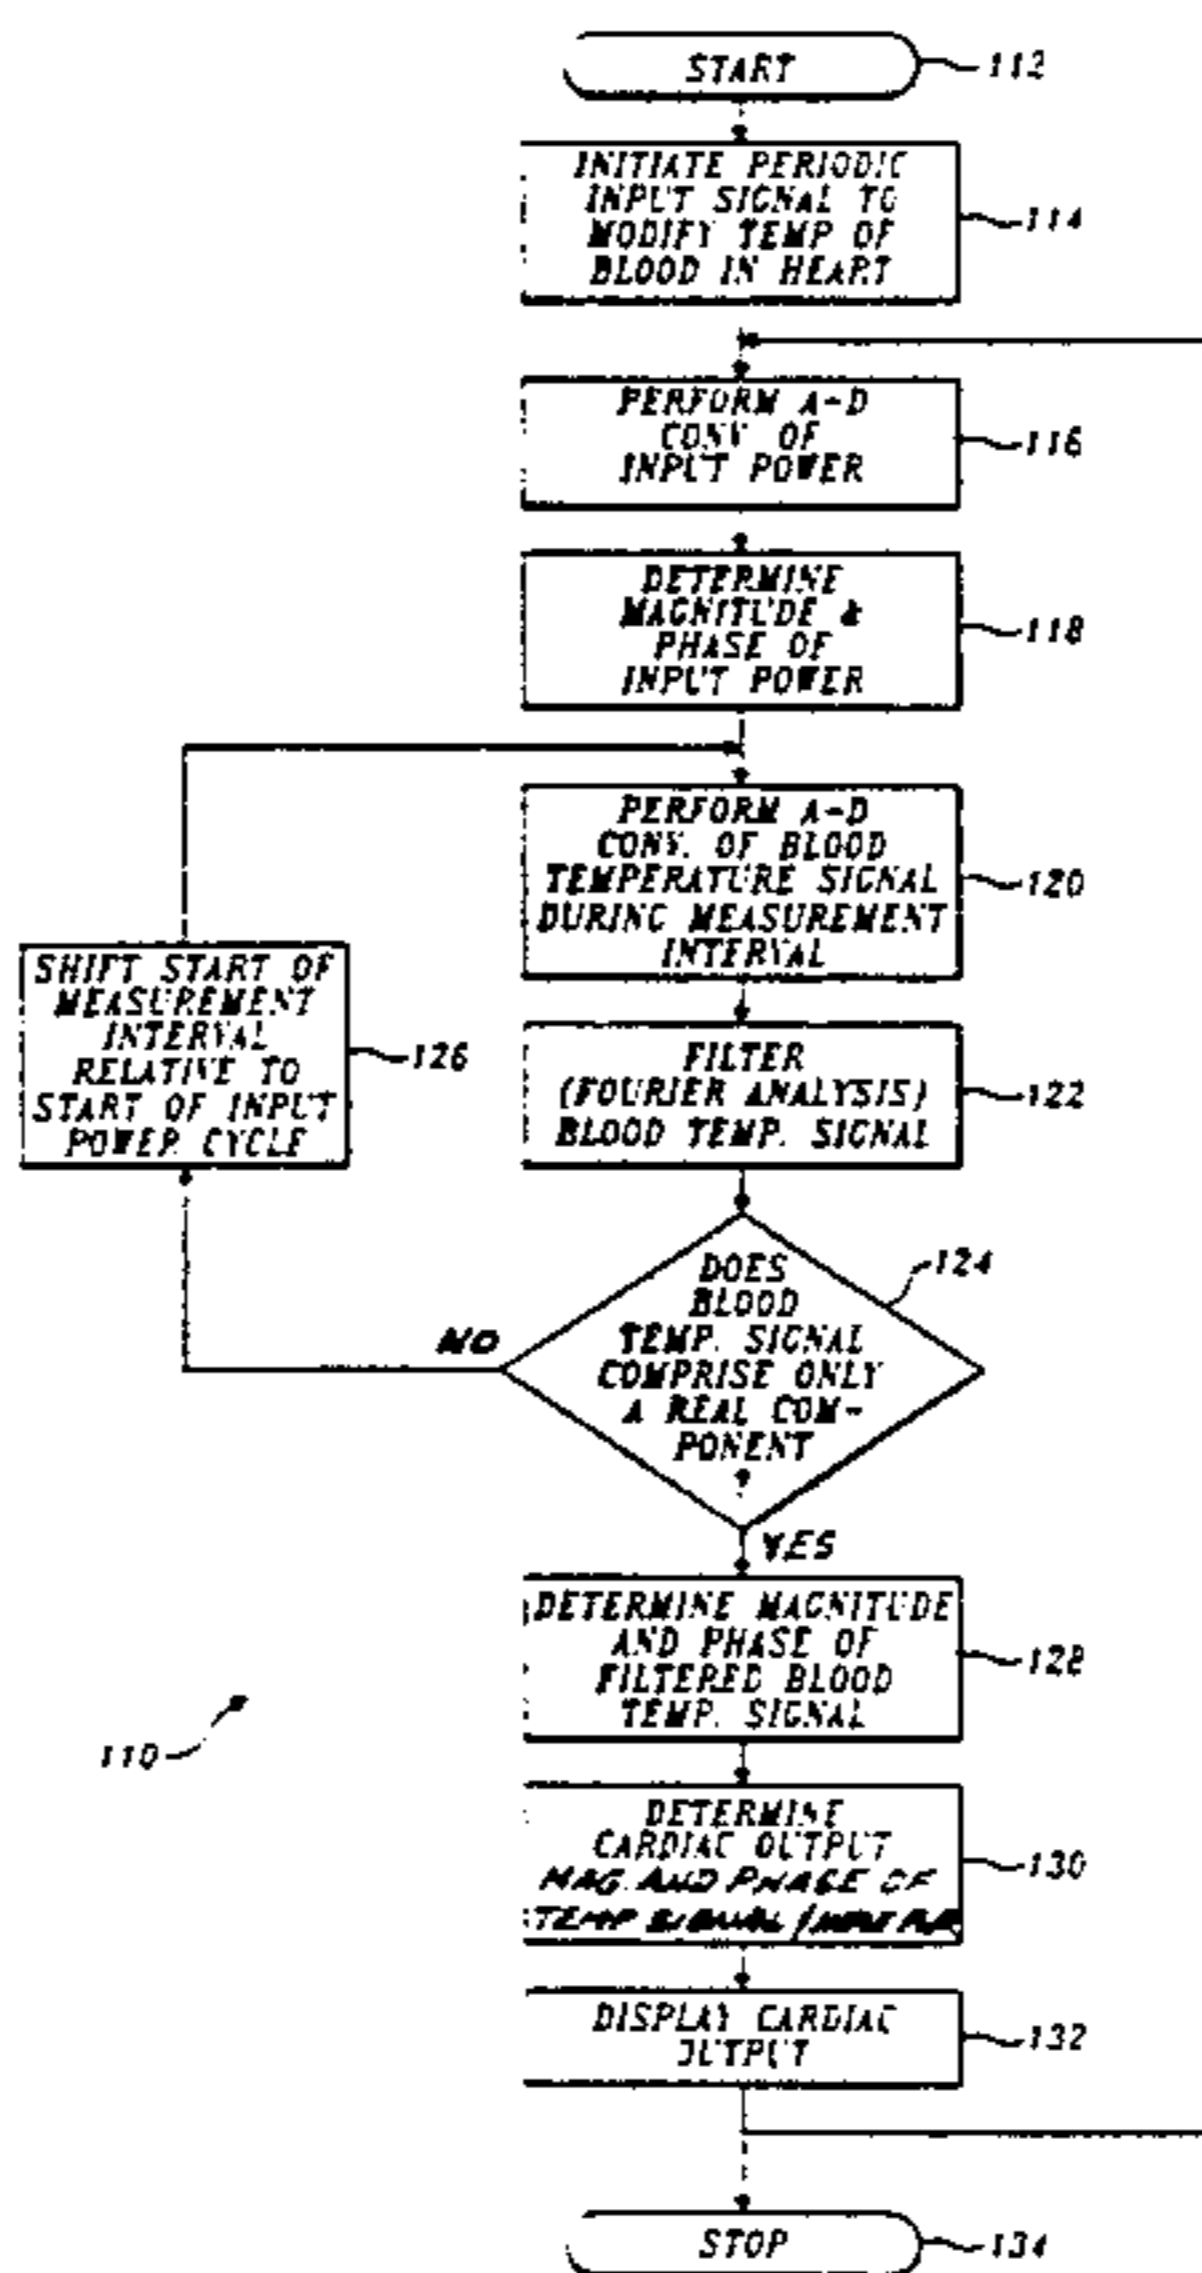 START
112
INITIATE PERIODIC
INPUT SIGNAL TO
MODIFY TEMP OF
BLOOD IN HEART
114
PERFORM A-D
CONV. OF
INPUT POWER
116
DETERMINE
MAGNITUDE &
PHASE OF
INPUT POWER
118
PERFORM A-D
CONV. OF BLOOD
TEMPERATURE SIGNAL
DURING MEASUREMENT
INTERVAL
120
SHIFT START OF
MEASUREMENT
INTERVAL
RELATIVE TO
START OF INPUT
POWER CYCLE
126
FILTER
(FOURIER ANALYSIS)
BLOOD TEMP. SIGNAL
122
DOES
BLOOD
TEMP. SIGNAL
COMPRISE ONLY
A REAL COM-
PONENT
124
NO
YES
DETERMINE MAGNITUDE
AND PHASE OF
FILTERED BLOOD
TEMP. SIGNAL
128
110
DETERMINE
CARDIAC OUTPUT
MAG. AND PHASE OF
TEMP SIGNAL /
130
DISPLAY CARDIAC
OUTPUT
132
STOP
134